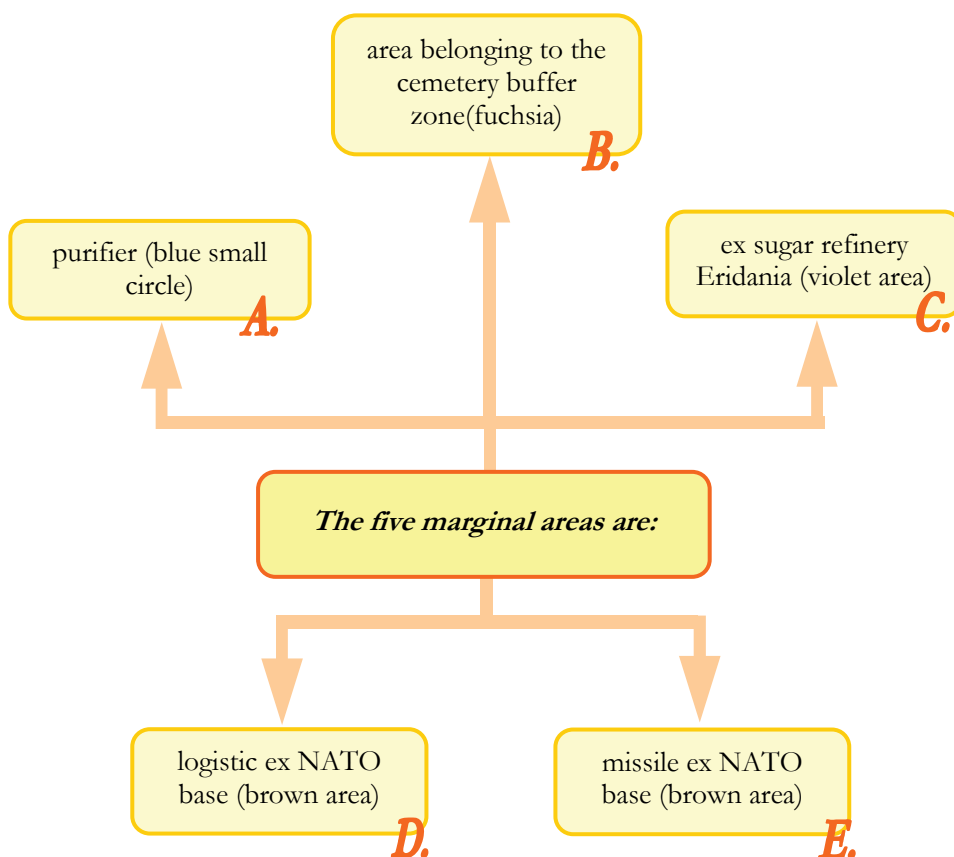 area belonging to the
cemetery buffer
zone(fuchsia)
B.
purifier (blue small
circle)
A.
ex sugar refinery
Eridania (violet area)
C.
The five marginal areas are:
logistic ex NATO
base (brown area)
D.
missile ex NATO
base (brown area)
E.